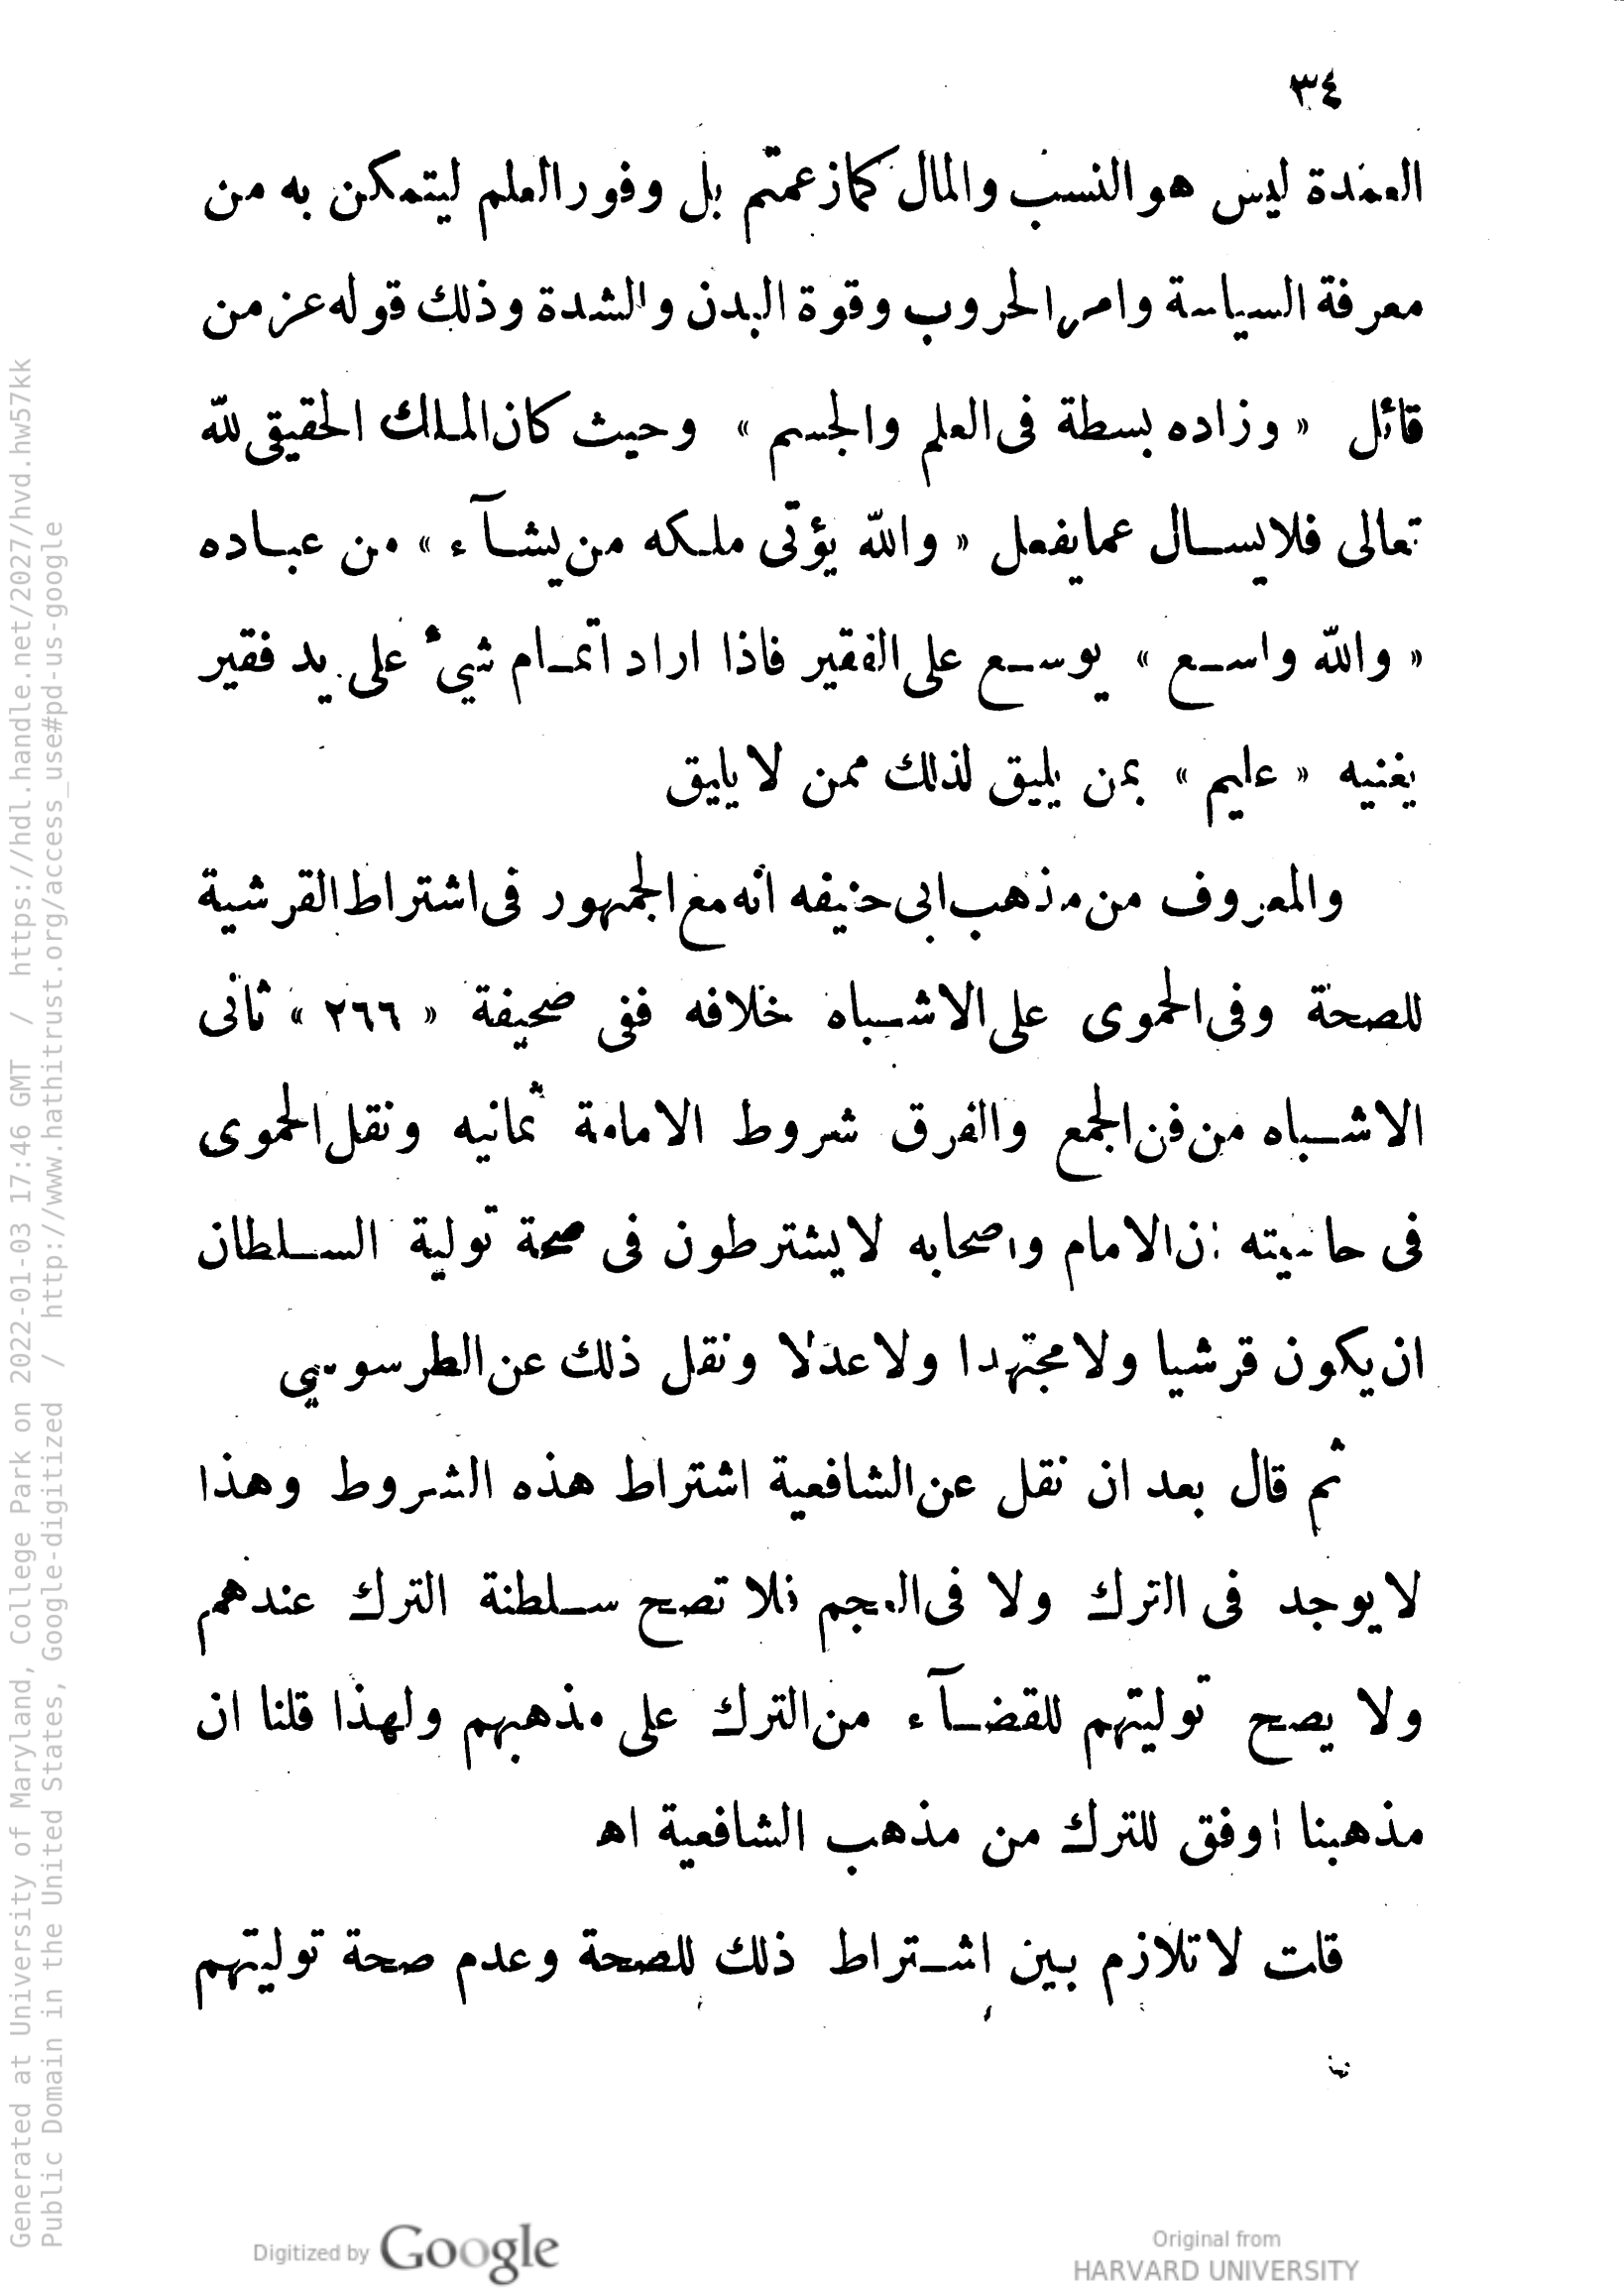 ٣٤
العمدة ليس هو النسب والمال كمازعمتم بل وفور العلم ليتمكن به من
معرفة السياسة وامر الحروب وقوة البدن والشدة وذلك قوله عز من
قائل « وزاده بسطة فى العلم والجسم » وحيث كان الملك الحقيقى لله
تعالى فلايسال عمايفعل « والله يؤتى ملكه من يشآء » من عباده
« والله واسع » يوسع على الفقير فاذا اراد اتمام شيئ على يد فقير
يغنيه « عليم » بمن يليق لذلك ممن لا يليق
والمعروف من مذهب ابى حنيفه انه مع الجمهور فى اشتراط القرشية
للصحة وفى الحموى على الاشباه خلافه ففى صحيفة « ٢٦٦ » ثانى
الاشباه من فن الجمع والفرق شروط الامامة ثمانيه ونقل الحموى
فى حاشيته ان الامام واصحابه لايشترطون فى صحة تولية السلطان
ان يكون قرشيا ولا مجتهدا ولا عدلا ونقل ذلك عن الطرسوسى
ثم قال بعد ان نقل عن الشافعية اشتراط هذه الشروط وهذا
لا يوجد فى الترك ولا فى العجم فلا تصح سلطنة الترك عندهم
ولا يصح توليتهم للقضآء من الترك على مذهبهم ولهذا قلنا ان
مذهبنا اوفق للترك من مذهب الشافعية اه
قلت لا تلازم بين اشتراط ذلك للصحة وعدم صحة توليتهم
Generated at University of Maryland, College Park on 2022-01-03 17:46 GMT / https://hdl.handle.net/2027/hvd.hw57kk
Public Domain in the United States, Google-digitized / http://www.hathitrust.org/access_use#pd-us-google
Digitized by Google
Original from
HARVARD UNIVERSITY